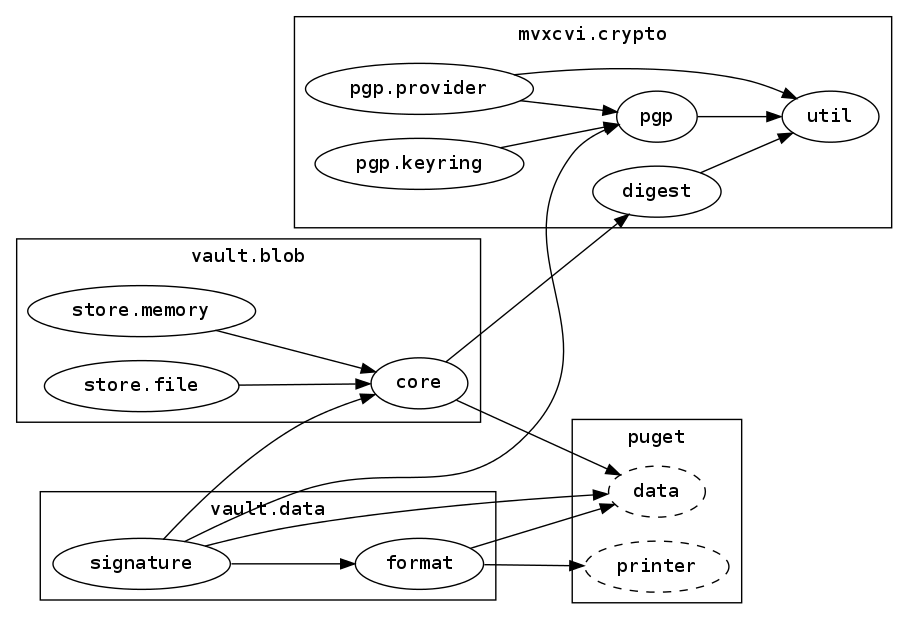 mvxcvi.crypto
pgp.provider
pgp
util
pgp.keyring
digest
vault.blob
store.memory
store.file
core
puget
data
printer
vault.data
signature
format